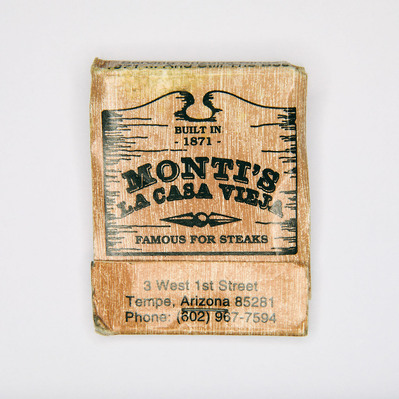 BUILT IN
- 1871 -
MONTI'S
LA CASA VIEJA
FAMOUS FOR STEAKS
3 West 1st Street
Tempe, Arizona 85281
Phone: (602) 967-7594